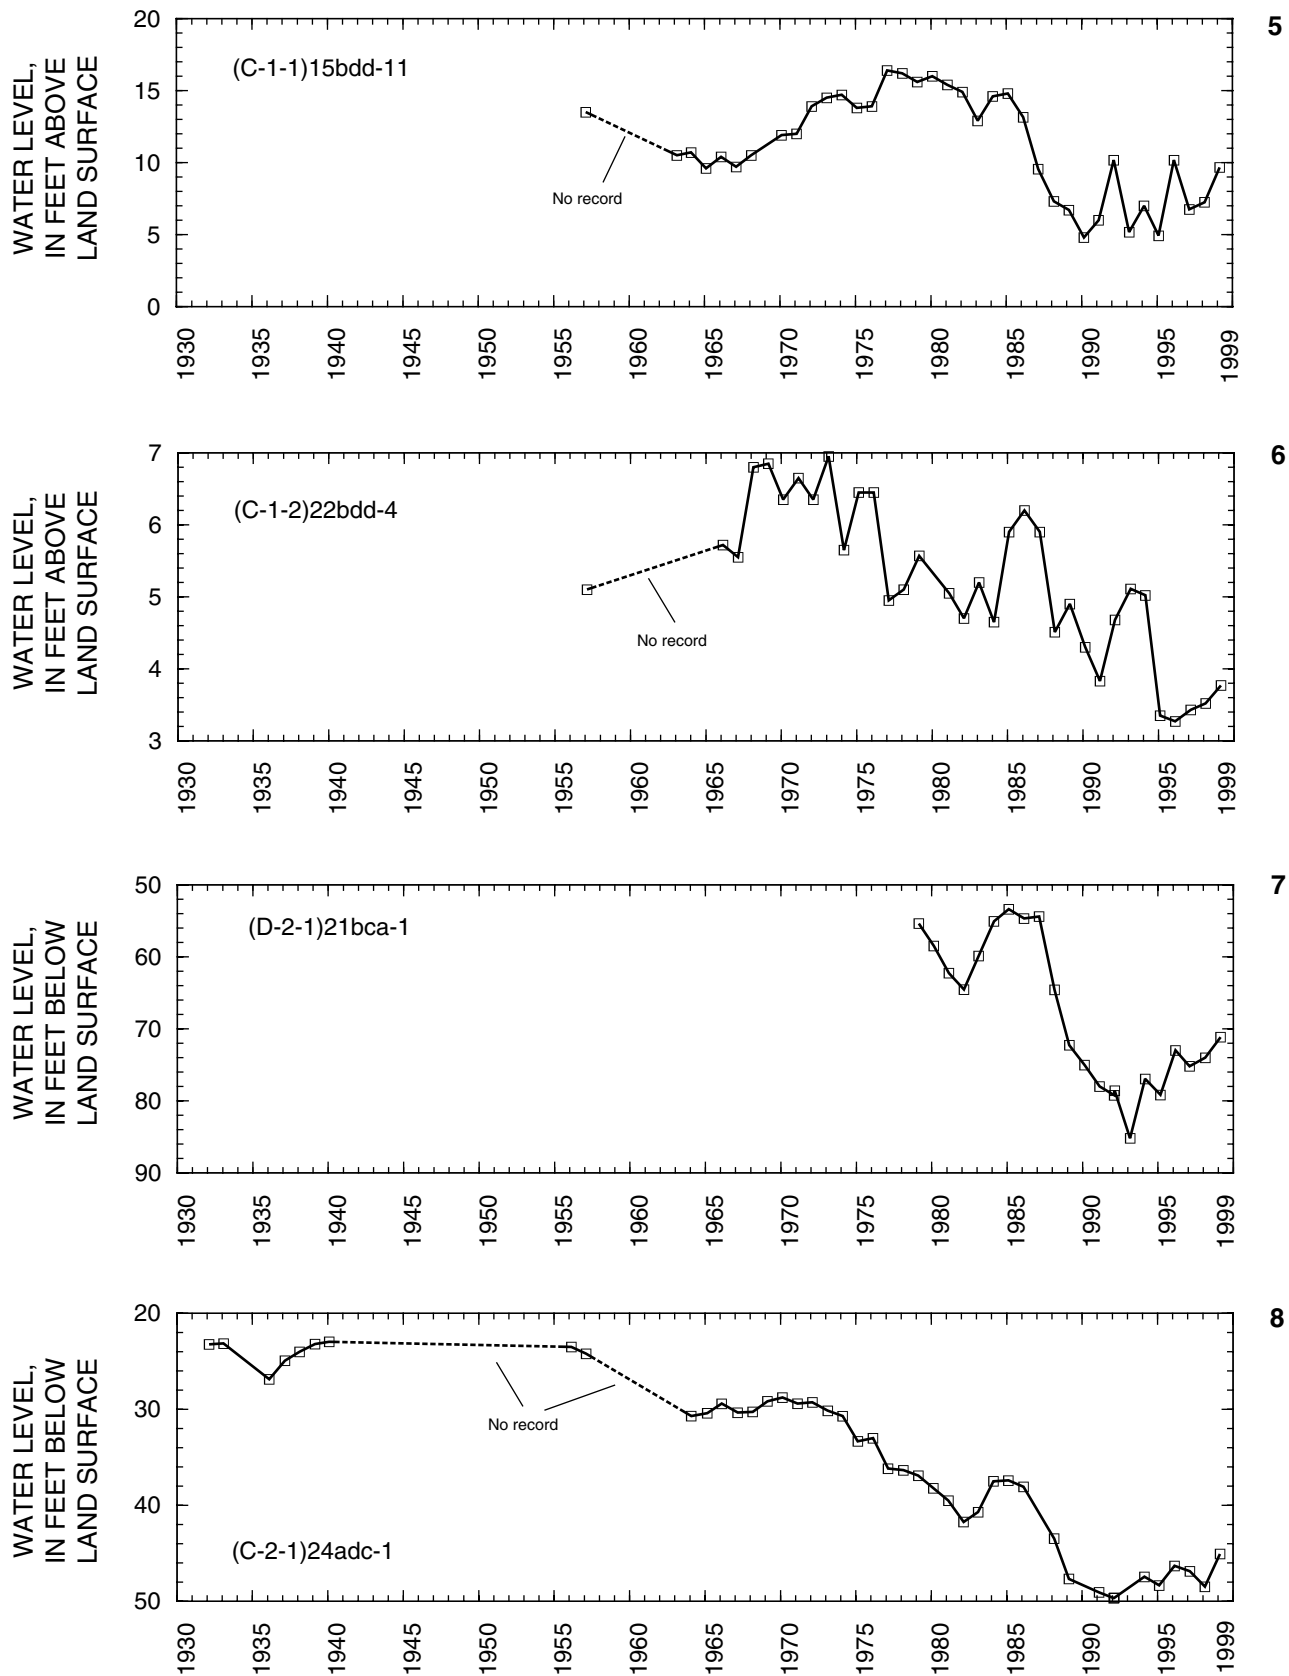 5
WATER LEVEL,
IN FEET ABOVE
LAND SURFACE
20
15
10
5
0
(C-1-1)15bdd-11
No record
1930 1935 1940 1945 1950 1955 1960 1965 1970 1975 1980 1985 1990 1995 1999
6
WATER LEVEL,
IN FEET ABOVE
LAND SURFACE
7
6
5
4
3
(C-1-2)22bdd-4
No record
1930 1935 1940 1945 1950 1955 1960 1965 1970 1975 1980 1985 1990 1995 1999
7
WATER LEVEL,
IN FEET BELOW
LAND SURFACE
50
60
70
80
90
(D-2-1)21bca-1
1930 1935 1940 1945 1950 1955 1960 1965 1970 1975 1980 1985 1990 1995 1999
8
WATER LEVEL,
IN FEET BELOW
LAND SURFACE
20
30
40
50
No record
(C-2-1)24adc-1
1930 1935 1940 1945 1950 1955 1960 1965 1970 1975 1980 1985 1990 1995 1999